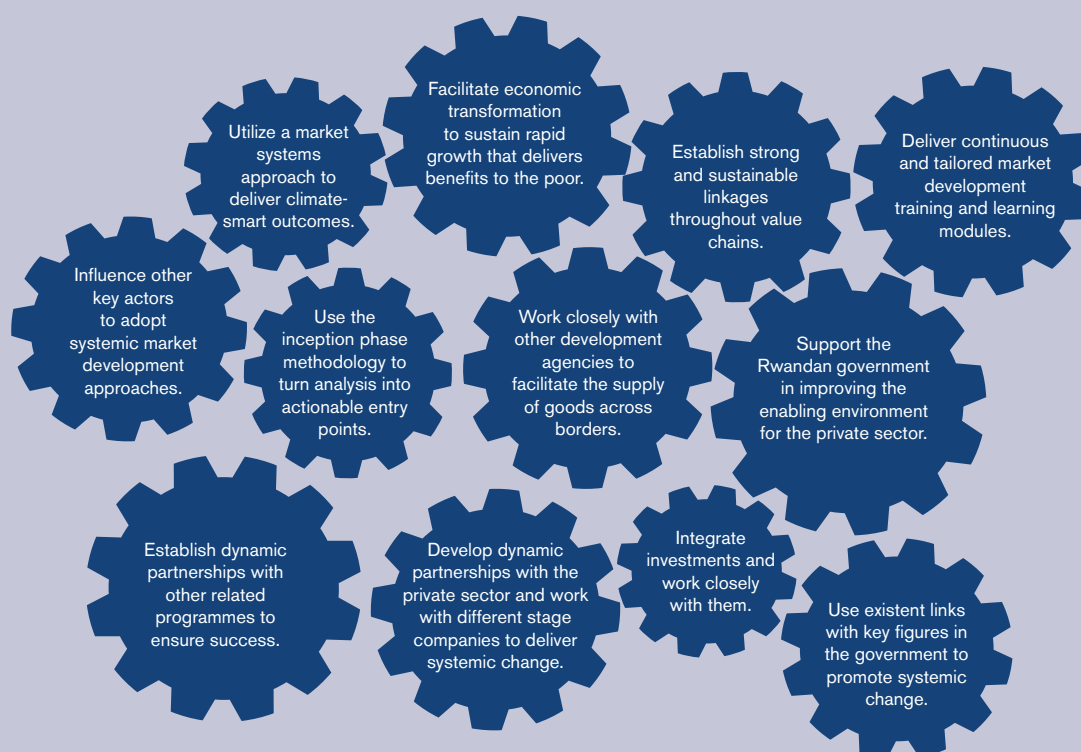 Utilize a market
systems
approach to
deliver climate-
smart outcomes.
Facilitate economic
transformation
to sustain rapid
growth that delivers
benefits to the poor.
Establish strong
and sustainable
linkages
throughout value
chains.
Deliver continuous
and tailored market
development
training and learning
modules.
Influence other
key actors
to adopt
systemic market
development
approaches.
Use the
inception phase
methodology to
turn analysis into
actionable entry
points.
Work closely with
other development
agencies to
facilitate the supply
of goods across
borders.
Support the
Rwandan government
in improving the
enabling environment
for the private sector.
Establish dynamic
partnerships with
other related
programmes to
ensure success.
Develop dynamic
partnerships with the
private sector and work
with different stage
companies to deliver
systemic change.
Integrate
investments and
work closely
with them.
Use existent links
with key figures in
the government to
promote systemic
change.